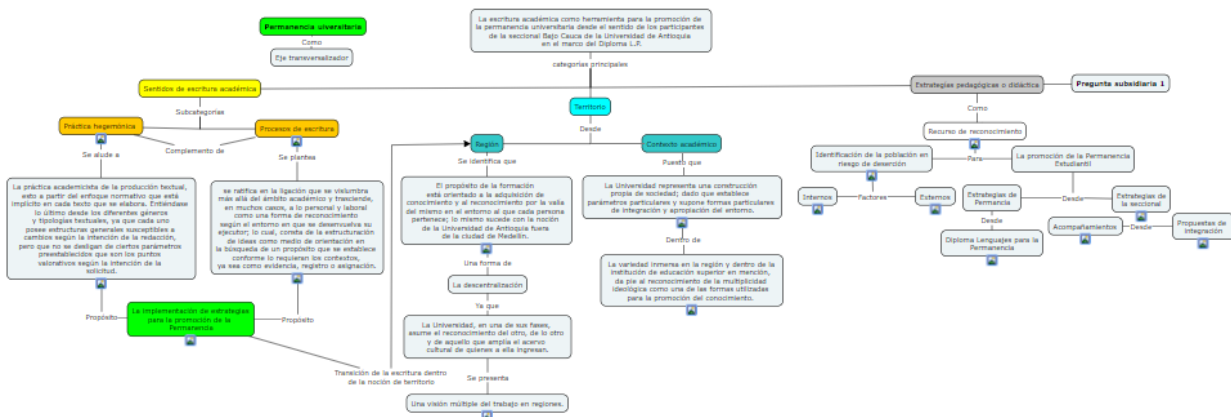 Permanencia uiversitaria
Como
Eje transversalizador
La escritura académica como herramienta para la promoción de
la permanencia universitaria desde el sentido de los participantes
de la seccional Bajo Cauca de la Universidad de Antioquia
en el marco del Diploma L.P.
categorías principales
Sentidos de escritura académica
Subcategorías
Práctica hegemónica
Procesos de escritura
Complemento de
Se alude a
La práctica academicista de la producción textual,
esto a partir del enfoque normativo que está
implícito en cada texto que se elabora. Entiéndase
lo último desde los diferentes géneros
y tipologías textuales, ya que cada uno
posee estructuras generales susceptibles a
cambios según la intención de la redacción,
pero que no se desligan de ciertos parámetros
preestablecidos que son los puntos
valorativos según la intención de la
solicitud.
Propósito
Se plantea
se ratifica en la ligación que se vislumbra
más allá del ámbito académico y trasciende,
en muchos casos, a lo personal y laboral
como una forma de reconocimiento
según el entorno en que se desenvuelva su
ejecutor; lo cual, consta de la estructuración
de ideas como medio de orientación en
la búsqueda de un propósito que se establece
conforme lo requieran los contextos,
ya sea como evidencia, registro o asignación.
Propósito
La implementación de estrategias
para la promoción de la
Permanencia
Transición de la escritura dentro
de la noción de territorio
Territorio
Desde
Región
Se identifica que
El propósito de la formación
está orientado a la adquisición de
conocimiento y al reconocimiento por la valía
del mismo en el entorno al que cada persona
pertenece; lo mismo sucede con la noción
de la Universidad de Antioquia fuera
de la ciudad de Medellín.
Una forma de
La descentralización
Ya que
La Universidad, en una de sus fases,
asume el reconocimiento del otro, de lo otro
y de aquello que amplía el acervo
cultural de quienes a ella ingresan.
Se presenta
Una visión múltiple del trabajo en regiones.
Contexto académico
Puesto que
La Universidad representa una construcción
propia de sociedad; dado que establece
parámetros particulares y supone formas particulares
de integración y apropiación del entorno.
Dentro de
La variedad inmersa en la región y dentro de la
institución de educación superior en mención,
da pie al reconocimiento de la multiplicidad
ideológica como una de las formas utilizadas
para la promoción del conocimiento.
Estrategias pedagógicas o didáctica
Pregunta subsidiaria 1
Como
Recurso de reconocimiento
Para
Identificación de la población en
riesgo de deserción
Factores
Internos
Externos
La promoción de la Permanencia
Estudiantil
Desde
Estrategias de
Permanencia
Desde
Diploma Lenguajes para la
Permanencia
Estrategias de
la seccional
Desde
Acompañamientos
Propuestas de
integración